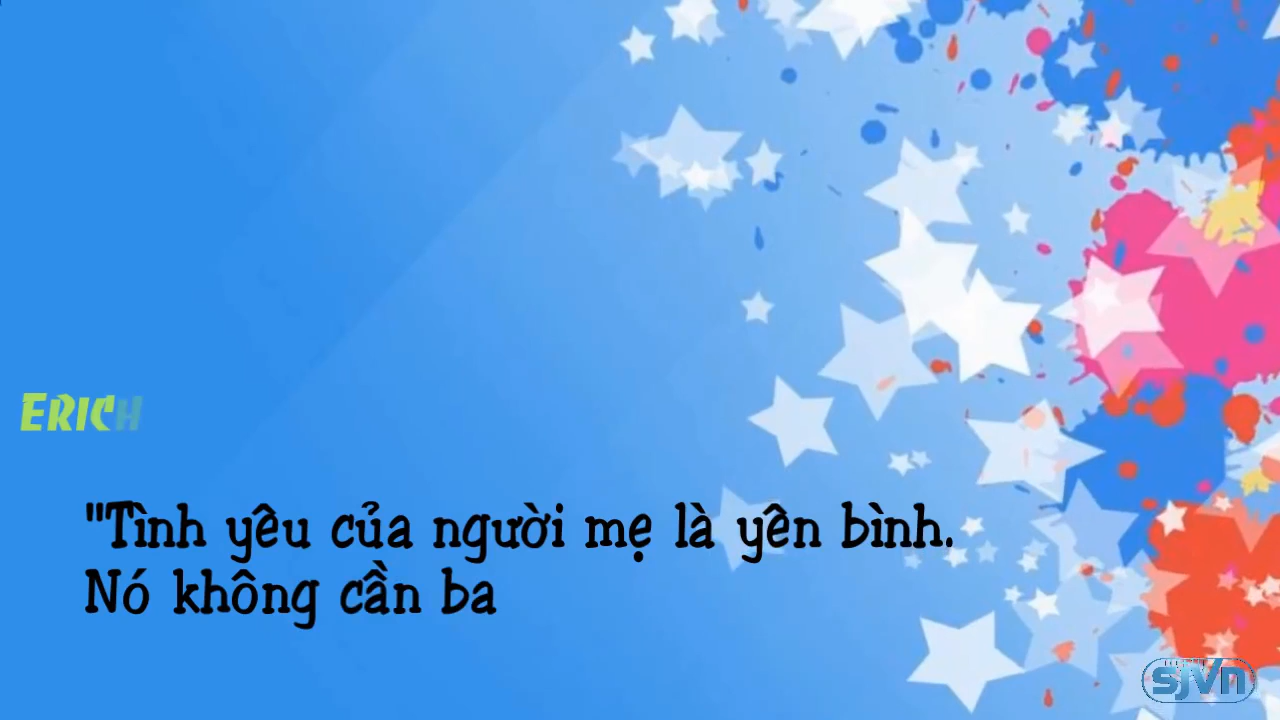 ERICH
"Tình yêu của người mẹ là yên bình.
Nó không cần ba
sjvn